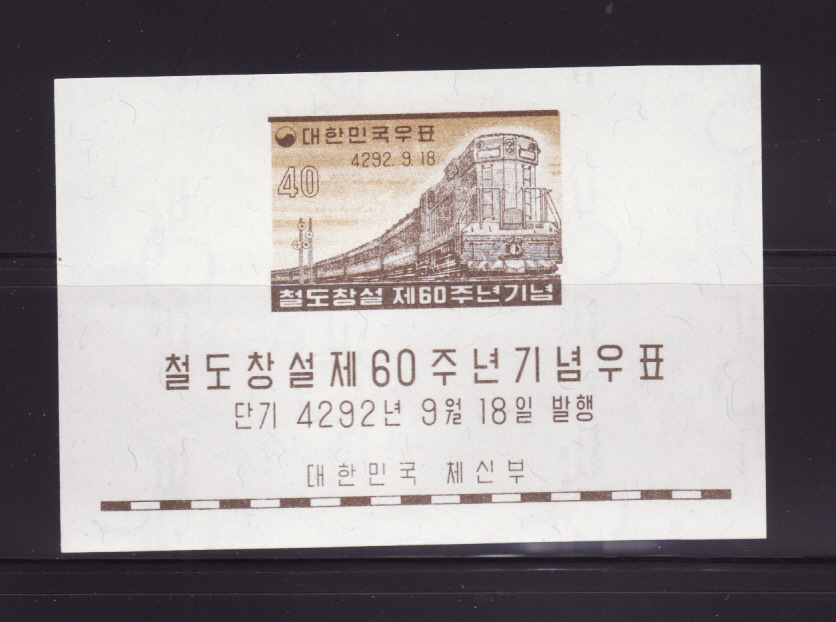 대한민국우표
4292. 9. 18
40
철도창설 제60주년기념
철도창설제60주년기념우표
단기 4292년 9월 18일 발행
대한민국 체신부